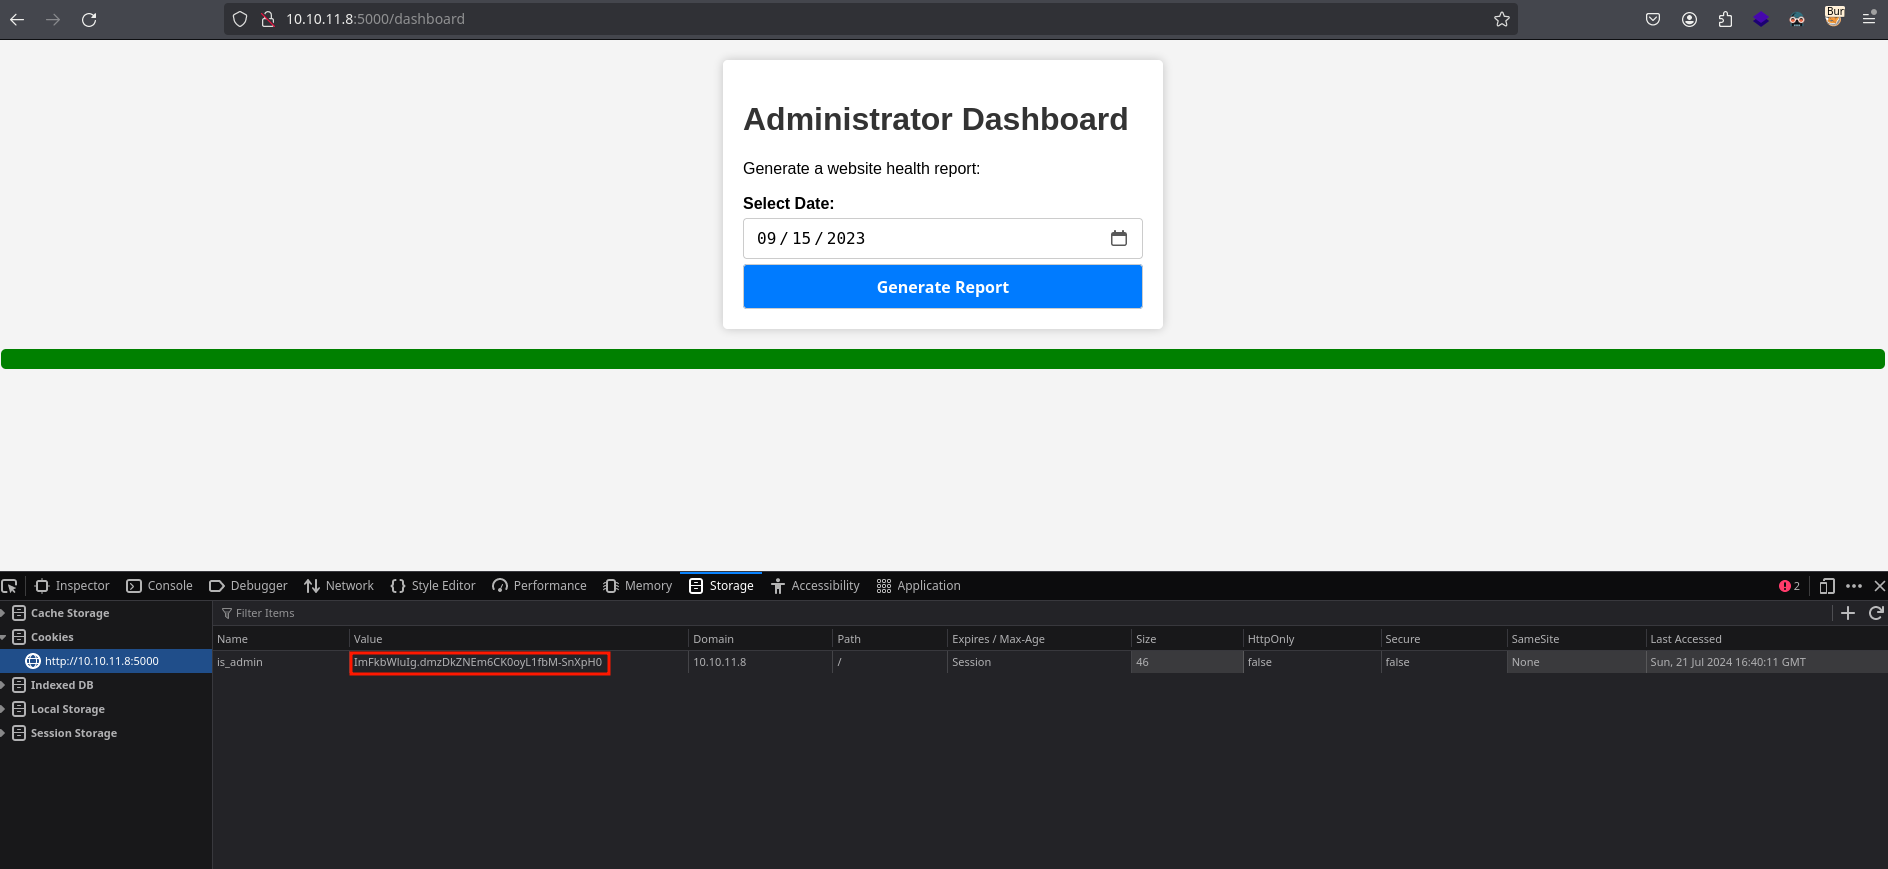 10.10.11.8:5000/dashboard
Bur
Administrator Dashboard
Generate a website health report:
Select Date:
09/15/2023
Generate Report
Inspector Console Debugger Network Style Editor Performance Memory Storage Accessibility Application 2
Cache Storage
Cookies
http://10.10.11.8:5000
Indexed DB
Local Storage
Session Storage
Filter Items
Name Value Domain Path Expires / Max-Age Size HttpOnly Secure SameSite Last Accessed
is_admin ImFkbWluIg.dmzDkZNEm6CK0oyL1fbM-SnXpH0 10.10.11.8 / Session 46 false false None Sun, 21 Jul 2024 16:40:11 GMT